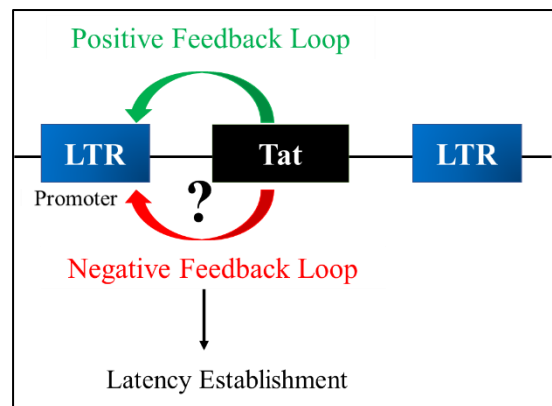 Positive Feedback Loop
LTR
Tat
LTR
Promoter
?
Negative Feedback Loop
Latency Establishment